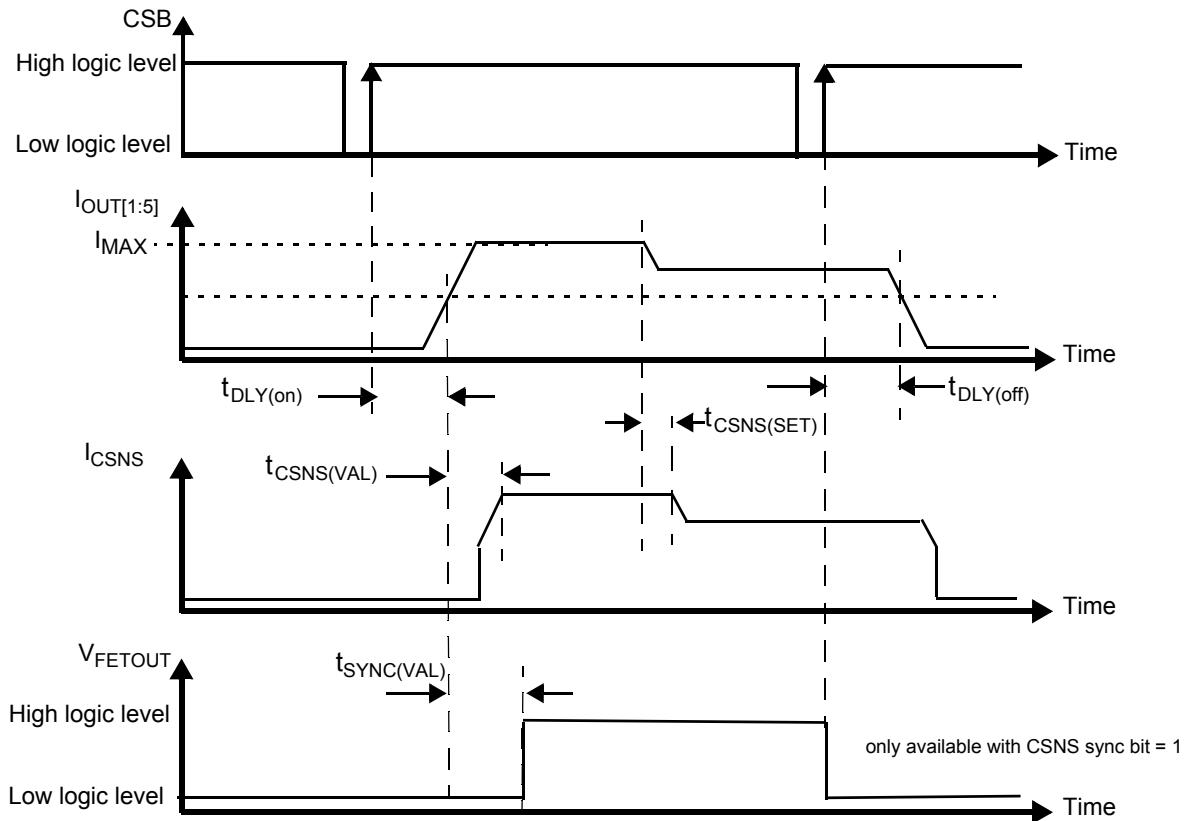 CSB
High logic level
Low logic level
Time
IOUT[1:5]
IMAX
Time
tDLY(on)
tDLY(off)
tCSNS(SET)
ICSNS
tCSNS(VAL)
Time
VFETOUT
tSYNC(VAL)
High logic level
only available with CSNS sync bit = 1
Low logic level
Time